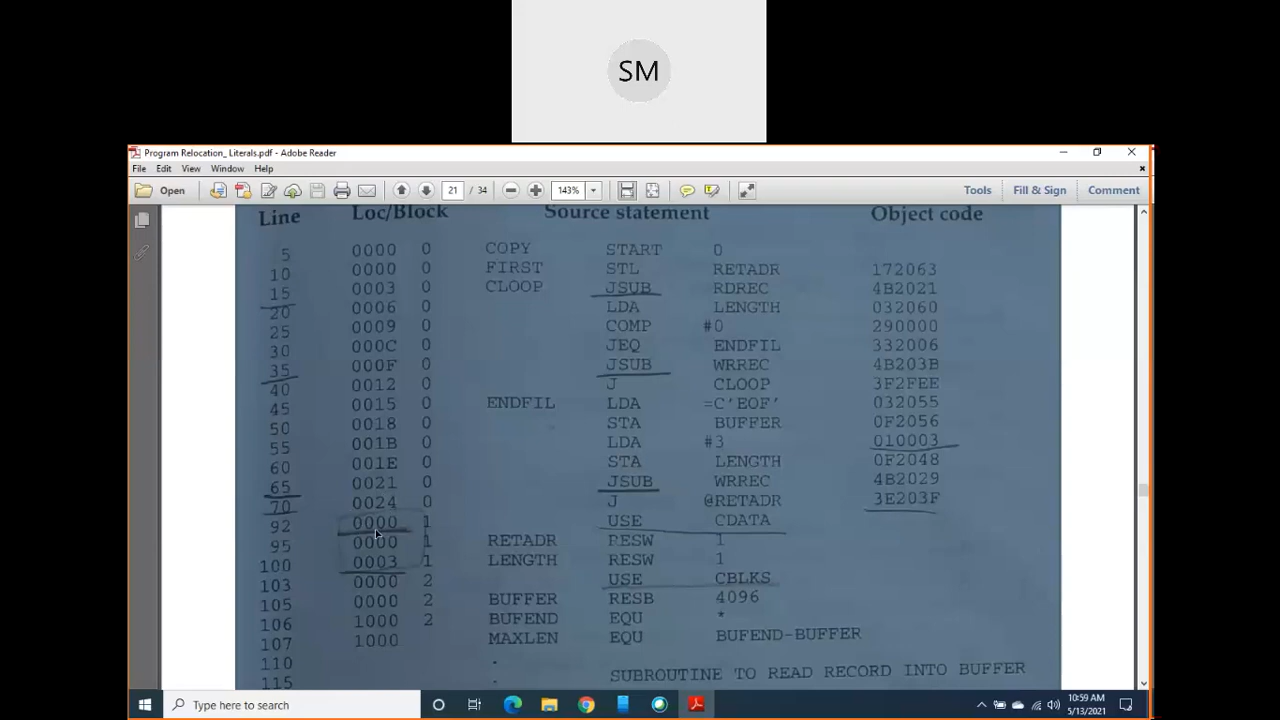 SM
Program Relocation_ Literals.pdf - Adobe Reader
File Edit View Window Help
Open 21 / 34 143% Tools Fill & Sign Comment
Line Loc/Block Source statement Object code
5 0000 0 COPY START 0
10 0000 0 FIRST STL RETADR 172063
15 0003 0 CLOOP JSUB RDREC 4B2021
20 0006 0 LDA LENGTH 032060
25 0009 0 COMP #0 290000
30 000C 0 JEQ ENDFIL 332006
35 000F 0 JSUB WRREC 4B203B
40 0012 0 J CLOOP 3F2FEE
45 0015 0 ENDFIL LDA =C'EOF' 032055
50 0018 0 STA BUFFER 0F2056
55 001B 0 LDA #3 010003
60 001E 0 STA LENGTH 0F2048
65 0021 0 JSUB WRREC 4B2029
70 0024 0 J @RETADR 3E203F
92 0000 1 USE CDATA
95 0000 1 RETADR RESW 1
100 0003 1 LENGTH RESW 1
103 0000 2 USE CBLKS
105 0000 2 BUFFER RESB 4096
106 1000 2 BUFEND EQU *
107 1000 MAXLEN EQU BUFEND-BUFFER
110 .
115 . SUBROUTINE TO READ RECORD INTO BUFFER
Type here to search
10:59 AM
5/13/2021